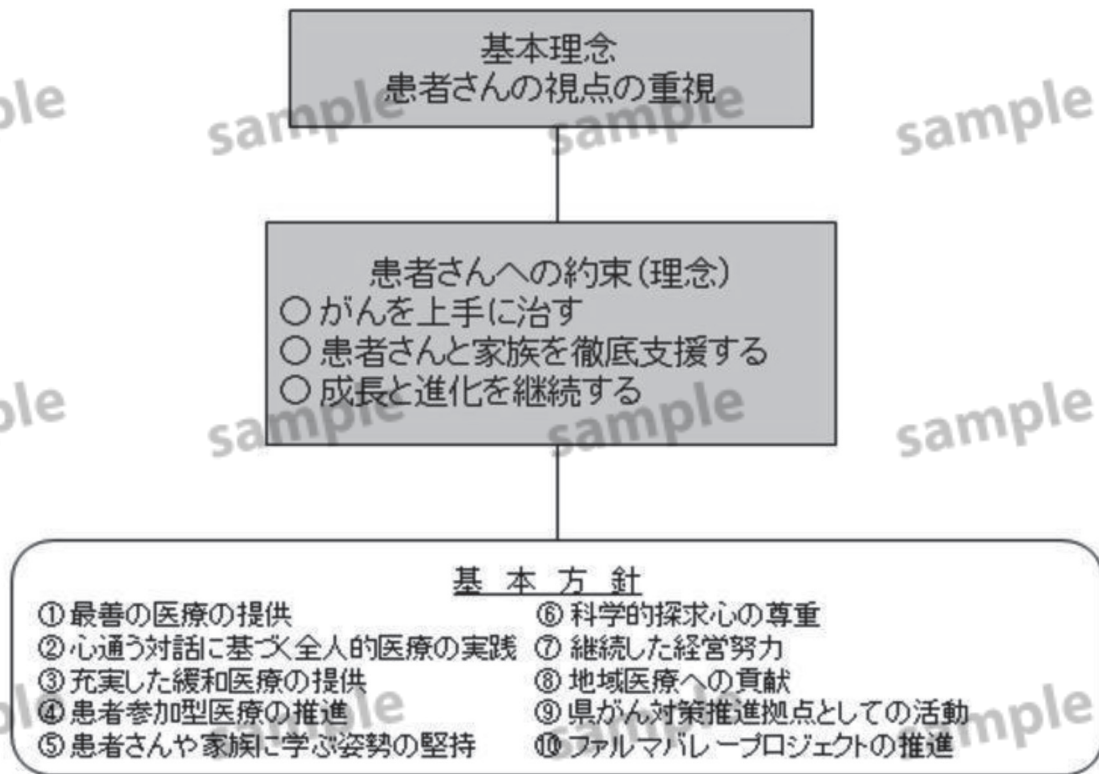 基本理念
患者さんの視点の重視
sample
sample
sample
sample
患者さんへの約束(理念)
○ がんを上手に治す
○ 患者さんと家族を徹底支援する
○ 成長と進化を継続する
sample
sample
sample
sample
基本方針
① 最善の医療の提供
② 心通う対話に基づく全人的医療の実践
③ 充実した緩和医療の提供
④ 患者参加型医療の推進
⑤ 患者さんや家族に学ぶ姿勢の堅持
⑥ 科学的探求心の尊重
⑦ 継続した経営努力
⑧ 地域医療への貢献
⑨ 県がん対策推進拠点としての活動
⑩ ファルマバレープロジェクトの推進
sample
sample
sample
sample